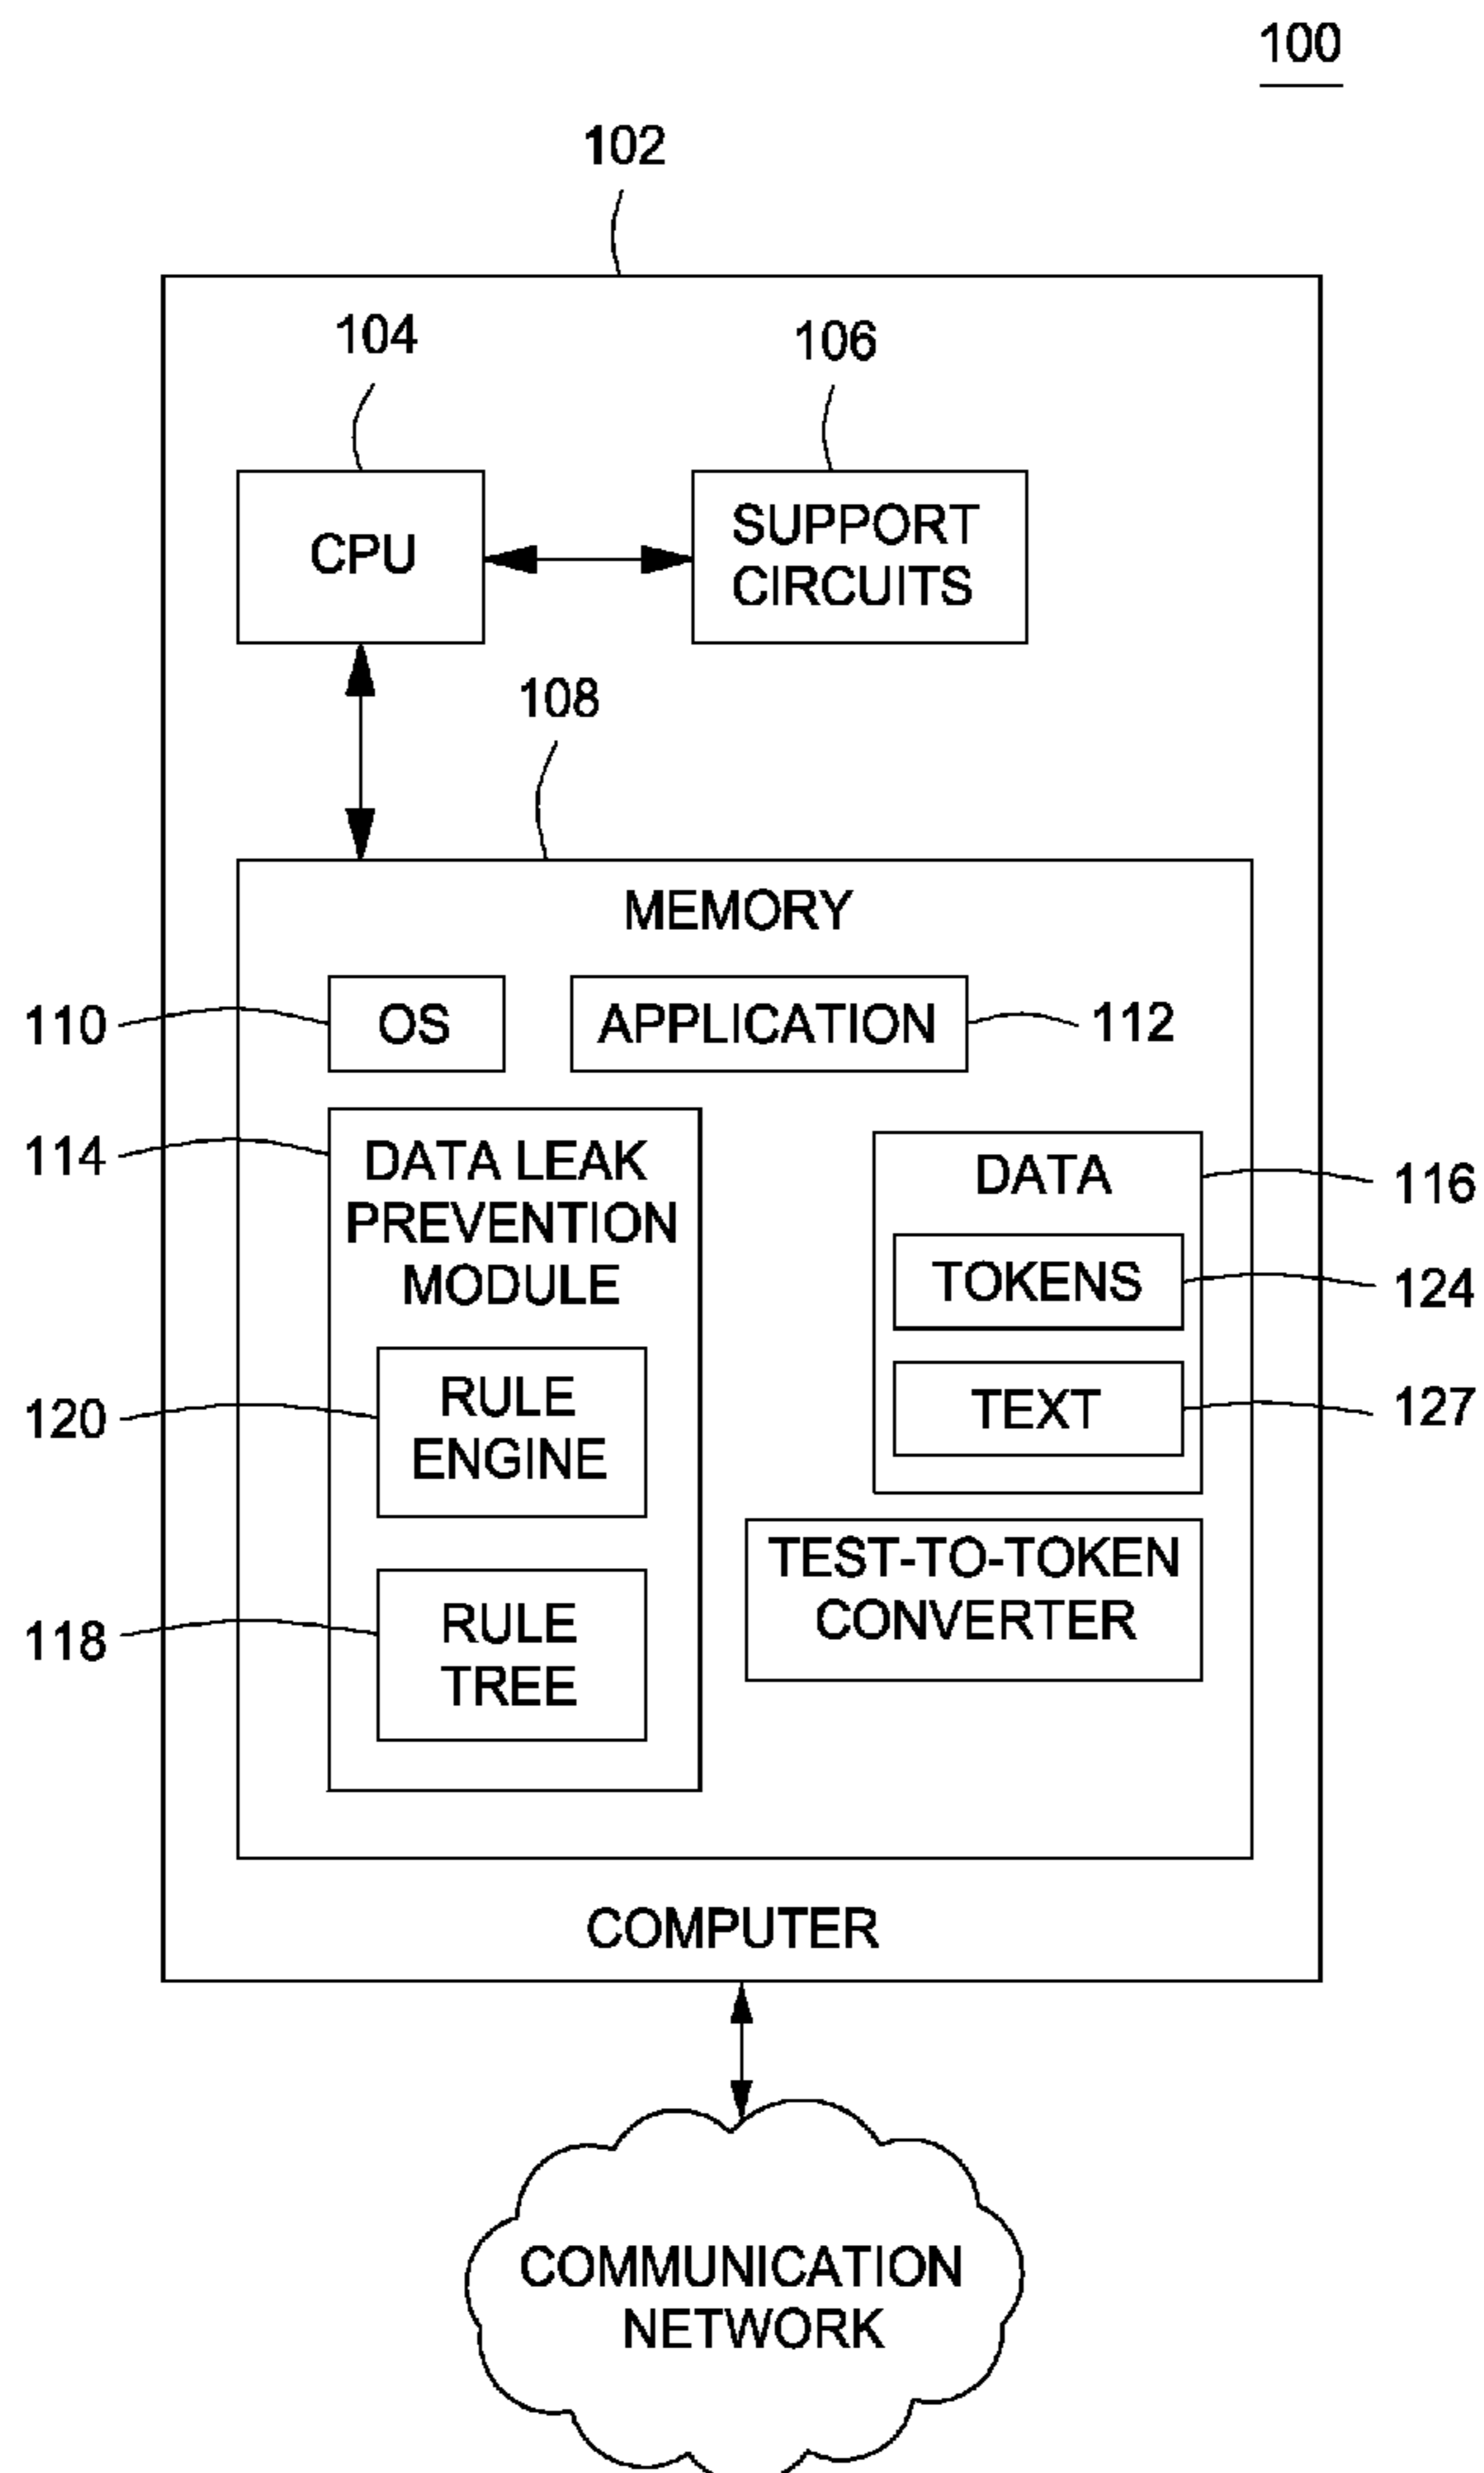 100
102
104
106
CPU
SUPPORT
CIRCUITS
108
MEMORY
110
OS
APPLICATION
112
114
DATA LEAK
PREVENTION
MODULE
DATA
116
TOKENS
124
TEXT
127
120
RULE
ENGINE
TEST-TO-TOKEN
CONVERTER
118
RULE
TREE
COMPUTER
COMMUNICATION
NETWORK